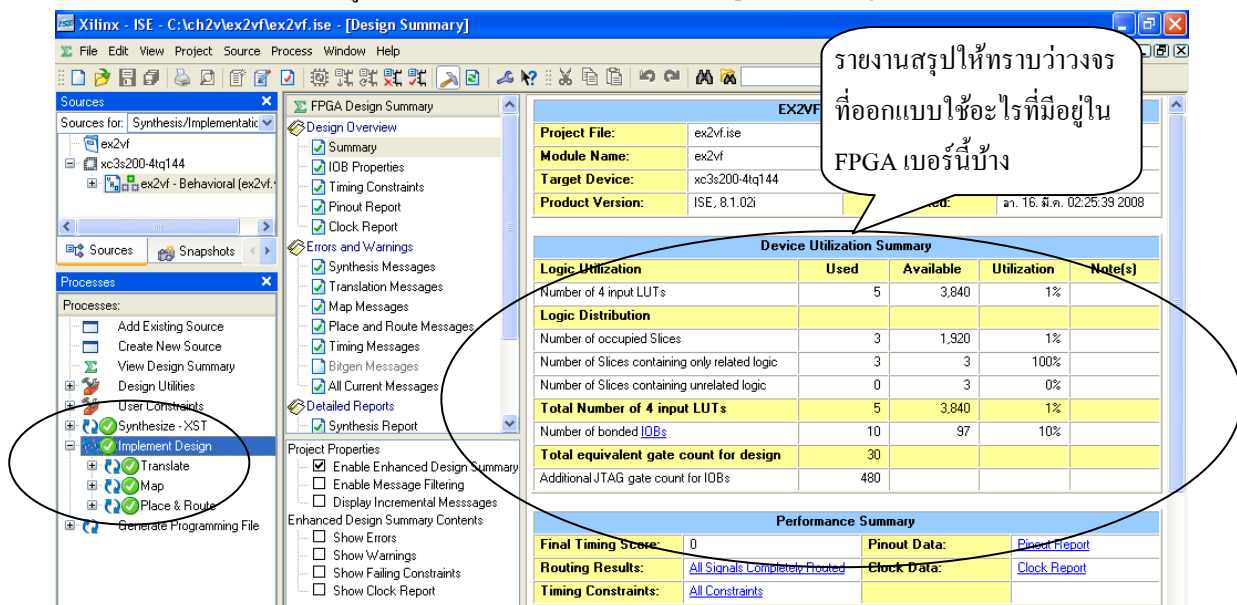 Xilinx - ISE - C:\ch2v\ex2vf\ex2vf.ise - [Design Summary]
File Edit View Project Source Process Window Help
รายงานสรุปให้ทราบว่าวงจร
ที่ออกแบบใช้อะไรที่มีอยู่ใน
FPGA เบอร์นี้บ้าง
Sources
Sources for: Synthesis/Implementatic
ex2vf
xc3s200-4tq144
ex2vf - Behavioral (ex2vf.
Sources Snapshots
Processes
Processes:
Add Existing Source
Create New Source
View Design Summary
Design Utilities
User Constraints
Synthesize - XST
Implement Design
Translate
Map
Place & Route
Generate Programming File
FPGA Design Summary
Design Overview
Summary
IOB Properties
Timing Constraints
Pinout Report
Clock Report
Errors and Warnings
Synthesis Messages
Translation Messages
Map Messages
Place and Route Messages
Timing Messages
Bitgen Messages
All Current Messages
Detailed Reports
Synthesis Report
Project Properties
Enable Enhanced Design Summary
Enable Message Filtering
Display Incremental Messsages
Enhanced Design Summary Contents
Show Errors
Show Warnings
Show Failing Constraints
Show Clock Report
EX2VF
Project File: ex2vf.ise
Module Name: ex2vf
Target Device: xc3s200-4tq144
Product Version: ISE, 8.1.02i อา. 16. มี.ค. 02:25:39 2008
Device Utilization Summary
Logic Utilization Used Available Utilization Note(s)
Number of 4 input LUTs 5 3,840 1%
Logic Distribution
Number of occupied Slices 3 1,920 1%
Number of Slices containing only related logic 3 3 100%
Number of Slices containing unrelated logic 0 3 0%
Total Number of 4 input LUTs 5 3,840 1%
Number of bonded IOBs 10 97 10%
Total equivalent gate count for design 30
Additional JTAG gate count for IOBs 480
Performance Summary
Final Timing Score: 0 Pinout Data: Pinout Report
Routing Results: All Signals Completely Routed Clock Data: Clock Report
Timing Constraints: All Constraints